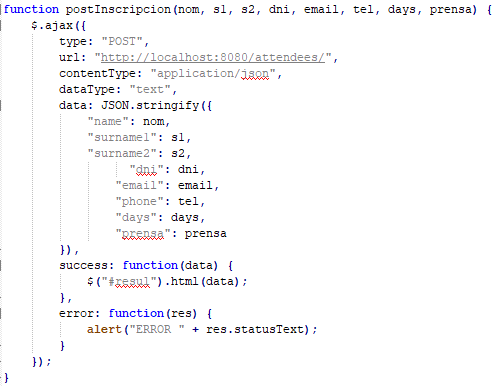 function postInscripcion(nom, s1, s2, dni, email, tel, days, prensa) {
    $.ajax({
        type: "POST",
        url: "http://localhost:8080/attendees/",
        contentType: "application/json",
        dataType: "text",
        data: JSON.stringify({
            "name": nom,
            "surname1": s1,
            "surname2": s2,
                  "dni": dni,
                "email": email,
                "phone": tel,
                "days": days,
                "prensa": prensa
        }),
        success: function(data) {
            $("#resul").html(data);
        },
        error: function(res) {
            alert("ERROR " + res.statusText);
        }
    });
}